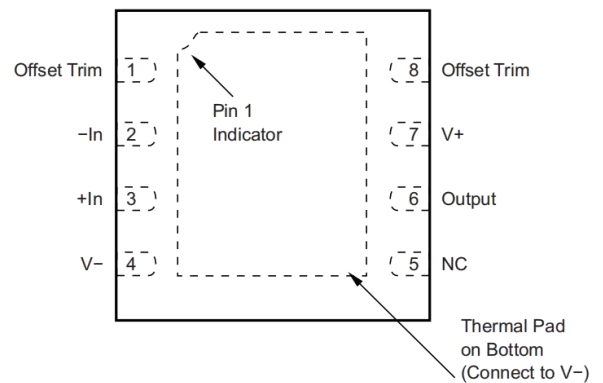 Offset Trim 1 8 Offset Trim
Pin 1
Indicator
−In 2 7 V+
+In 3 6 Output
V− 4 5 NC
Thermal Pad
on Bottom
(Connect to V−)